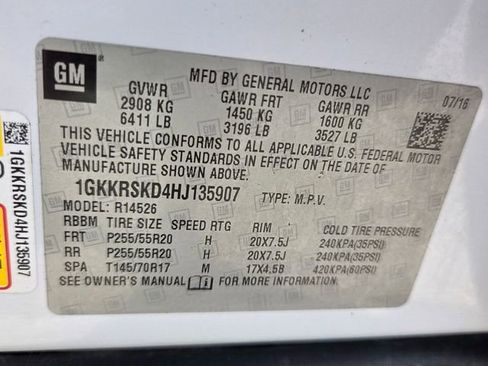 GM
MFD BY GENERAL MOTORS LLC
07/16
GVWR GAWR FRT GAWR RR
2908 KG 1450 KG 1600 KG
6411 LB 3196 LB 3527 LB
THIS VEHICLE CONFORMS TO ALL APPLICABLE U.S. FEDERAL MOTOR
VEHICLE SAFETY STANDARDS IN EFFECT ON THE DATE OF
MANUFACTURE SHOWN ABOVE.
1GKKRSKD4HJ135907 TYPE: M.P.V.
MODEL: R14526
RBBM TIRE SIZE SPEED RTG RIM COLD TIRE PRESSURE
FRT P255/55R20 H 20X7.5J 240KPA(35PSI)
RR P255/55R20 H 20X7.5J 240KPA(35PSI)
SPA T145/70R17 M 17X4.5B 420KPA(60PSI)
SEE OWNER'S MANUAL
1GKKRSKD4HJ135907